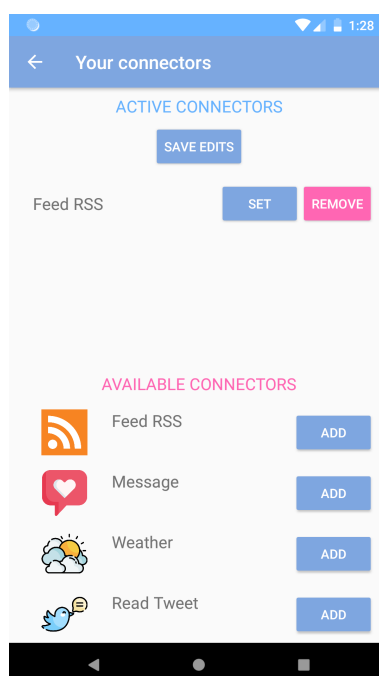 1:28
Your connectors
ACTIVE CONNECTORS
SAVE EDITS
Feed RSS SET REMOVE
AVAILABLE CONNECTORS
Feed RSS ADD
Message ADD
Weather ADD
Read Tweet ADD